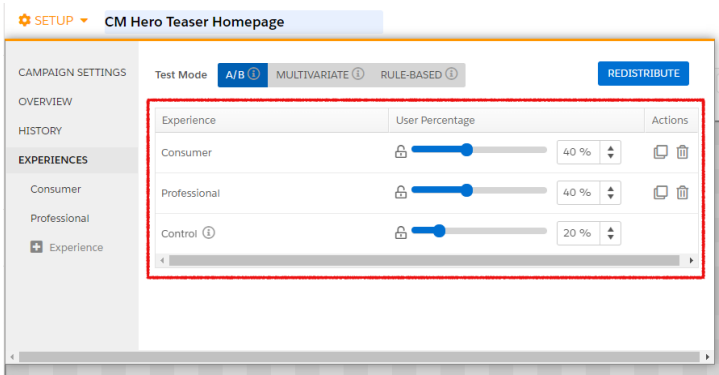 SETUP CM Hero Teaser Homepage
CAMPAIGN SETTINGS
OVERVIEW
HISTORY
EXPERIENCES
Consumer
Professional
Experience
Test Mode A/B MULTIVARIATE RULE-BASED REDISTRIBUTE
Experience User Percentage Actions
Consumer 40 %
Professional 40 %
Control 20 %